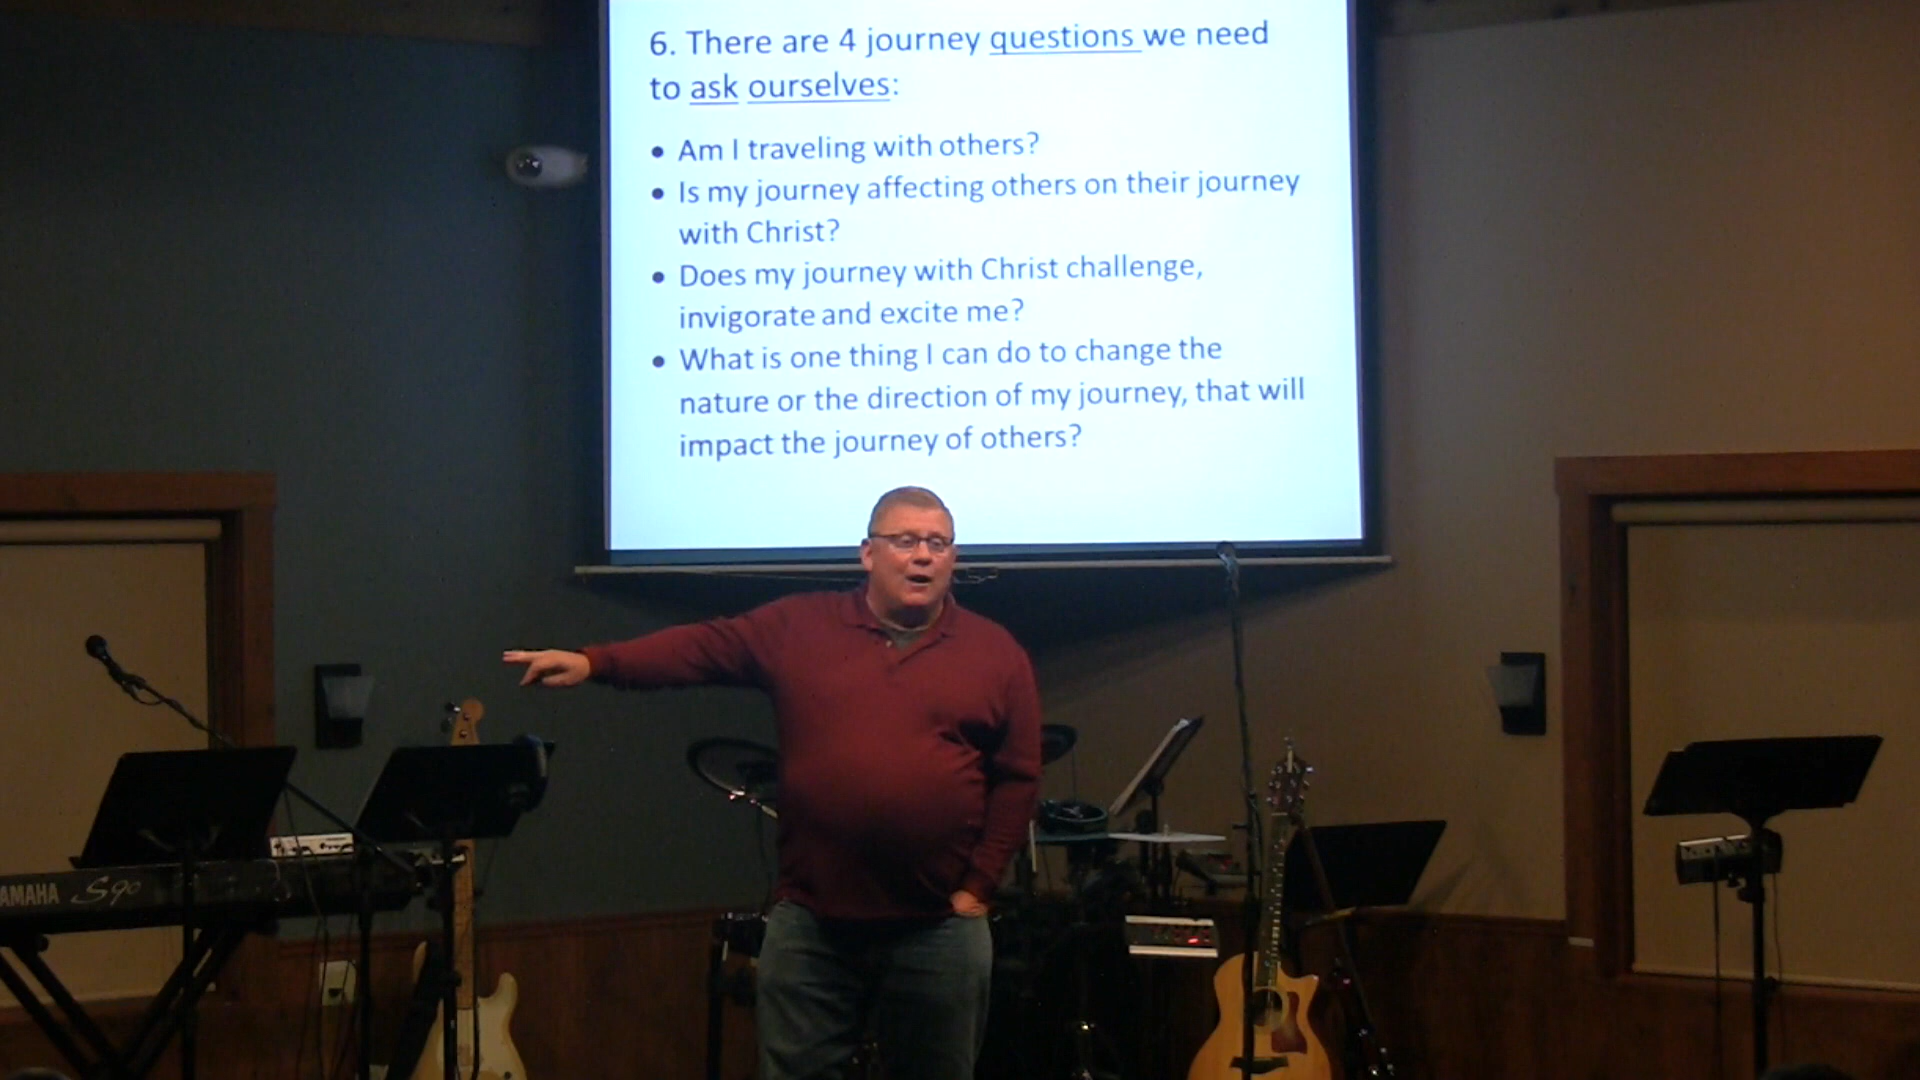 6. There are 4 journey questions we need
to ask ourselves:
• Am I traveling with others?
• Is my journey affecting others on their journey
with Christ?
• Does my journey with Christ challenge,
invigorate and excite me?
• What is one thing I can do to change the
nature or the direction of my journey, that will
impact the journey of others?
AMAHA S90